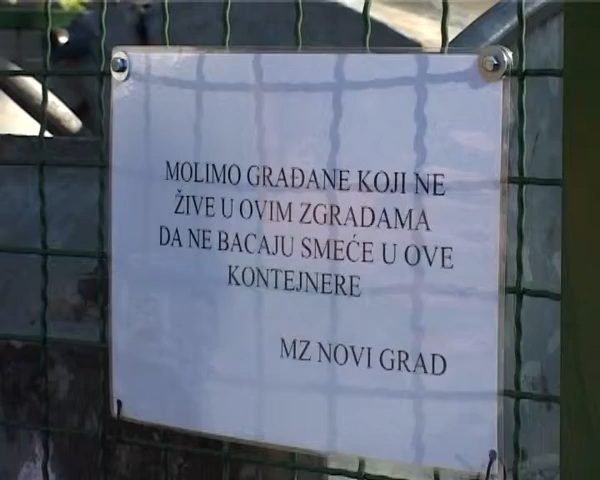 MOLIMO GRAĐANE KOJI NE
ŽIVE U OVIM ZGRADAMA
DA NE BACAJU SMEĆE U OVE
KONTEJNERE
MZ NOVI GRAD